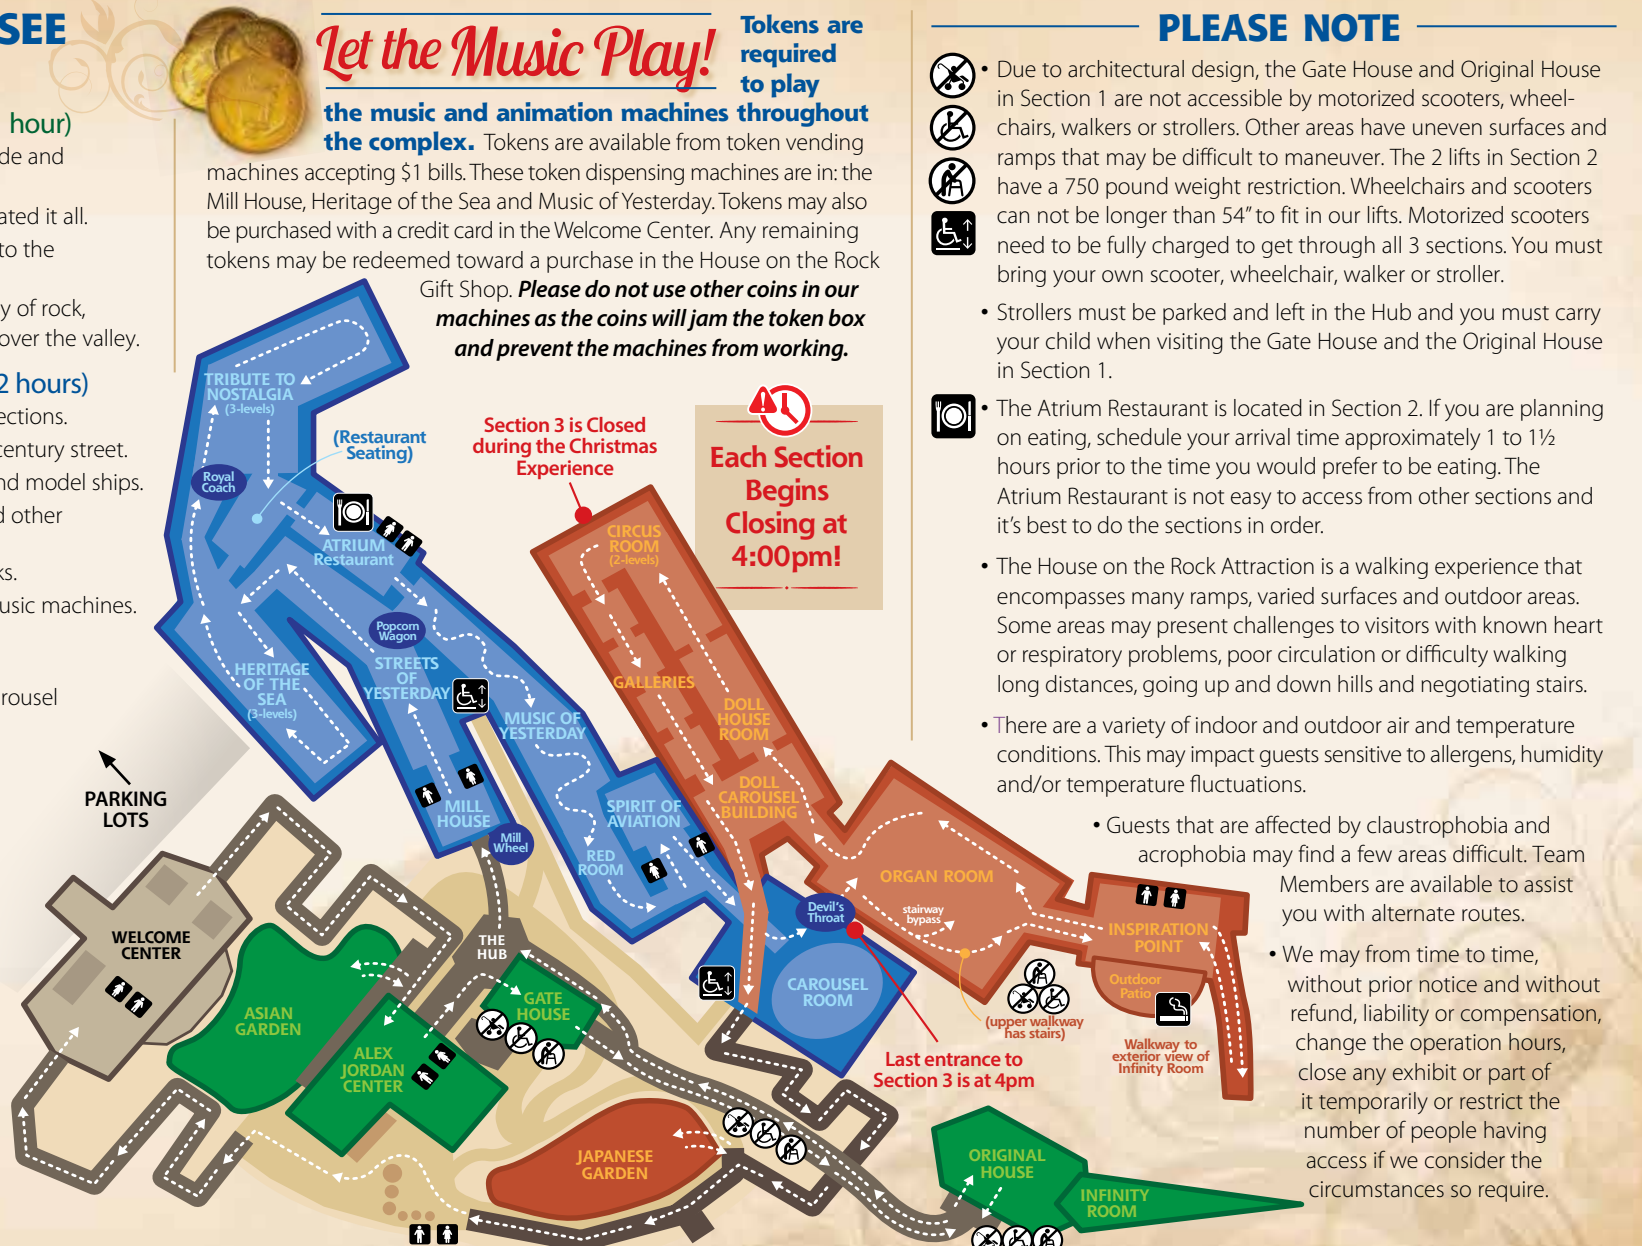 SEE
hour)
de and
ated it all.
to the
y of rock,
over the valley.
2 hours)
ections.
century street.
nd model ships.
d other
ks.
usic machines.
rousel
Let the Music Play!
Tokens are
required
to play
the music and animation machines throughout
the complex. Tokens are available from token vending
machines accepting $1 bills. These token dispensing machines are in: the
Mill House, Heritage of the Sea and Music of Yesterday. Tokens may also
be purchased with a credit card in the Welcome Center. Any remaining
tokens may be redeemed toward a purchase in the House on the Rock
Gift Shop. Please do not use other coins in our
machines as the coins will jam the token box
and prevent the machines from working.
PLEASE NOTE
• Due to architectural design, the Gate House and Original House
in Section 1 are not accessible by motorized scooters, wheel-
chairs, walkers or strollers. Other areas have uneven surfaces and
ramps that may be difficult to maneuver. The 2 lifts in Section 2
have a 750 pound weight restriction. Wheelchairs and scooters
can not be longer than 54" to fit in our lifts. Motorized scooters
need to be fully charged to get through all 3 sections. You must
bring your own scooter, wheelchair, walker or stroller.
• Strollers must be parked and left in the Hub and you must carry
your child when visiting the Gate House and the Original House
in Section 1.
• The Atrium Restaurant is located in Section 2. If you are planning
on eating, schedule your arrival time approximately 1 to 1½
hours prior to the time you would prefer to be eating. The
Atrium Restaurant is not easy to access from other sections and
it's best to do the sections in order.
• The House on the Rock Attraction is a walking experience that
encompasses many ramps, varied surfaces and outdoor areas.
Some areas may present challenges to visitors with known heart
or respiratory problems, poor circulation or difficulty walking
long distances, going up and down hills and negotiating stairs.
• There are a variety of indoor and outdoor air and temperature
conditions. This may impact guests sensitive to allergens, humidity
and/or temperature fluctuations.
• Guests that are affected by claustrophobia and
acrophobia may find a few areas difficult. Team
Members are available to assist
you with alternate routes.
• We may from time to time,
without prior notice and without
refund, liability or compensation,
change the operation hours,
close any exhibit or part of
it temporarily or restrict the
number of people having
access if we consider the
circumstances so require.
TRIBUTE TO
NOSTALGIA
(3-levels)
(Restaurant
Seating)
Royal
Coach
ATRIUM
Restaurant
Section 3 is Closed
during the Christmas
Experience
Each Section
Begins
Closing at
4:00pm!
CIRCUS
ROOM
(2-levels)
Popcorn
Wagon
STREETS
OF
YESTERDAY
HERITAGE
OF THE
SEA
(3-levels)
GALLERIES
DOLL
HOUSE
ROOM
MUSIC OF
YESTERDAY
DOLL
CAROUSEL
BUILDING
SPIRIT OF
AVIATION
MILL
HOUSE
Mill
Wheel
RED
ROOM
PARKING
LOTS
ORGAN ROOM
stairway
bypass
Devil's
Throat
INSPIRATION
POINT
Outdoor
Patio
WELCOME
CENTER
THE
HUB
CAROUSEL
ROOM
GATE
HOUSE
ASIAN
GARDEN
(upper walkway
has stairs)
Walkway to
exterior view of
Infinity Room
ALEX
JORDAN
CENTER
Last entrance to
Section 3 is at 4pm
JAPANESE
GARDEN
ORIGINAL
HOUSE
INFINITY
ROOM